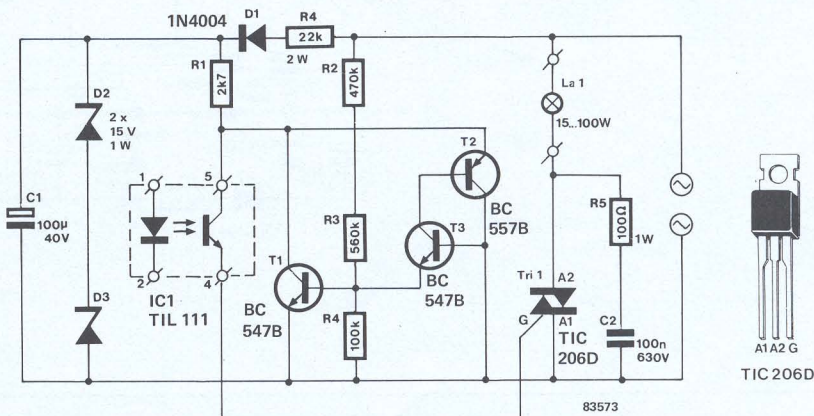 1N4004
D1
R4
22k
2 W
R1
2k7
R2
470k
D2
2 x
15 V
1 W
La 1
15...100W
T2
BC
557B
1
5
C1
100µ
40V
R3
560k
T3
R5
100Ω
1W
T1
BC
547B
2
4
IC1
TIL 111
BC
547B
R4
100k
D3
Tri 1
A2
G
A1
TIC
206D
C2
100n
630V
A1 A2 G
TIC 206D
83573